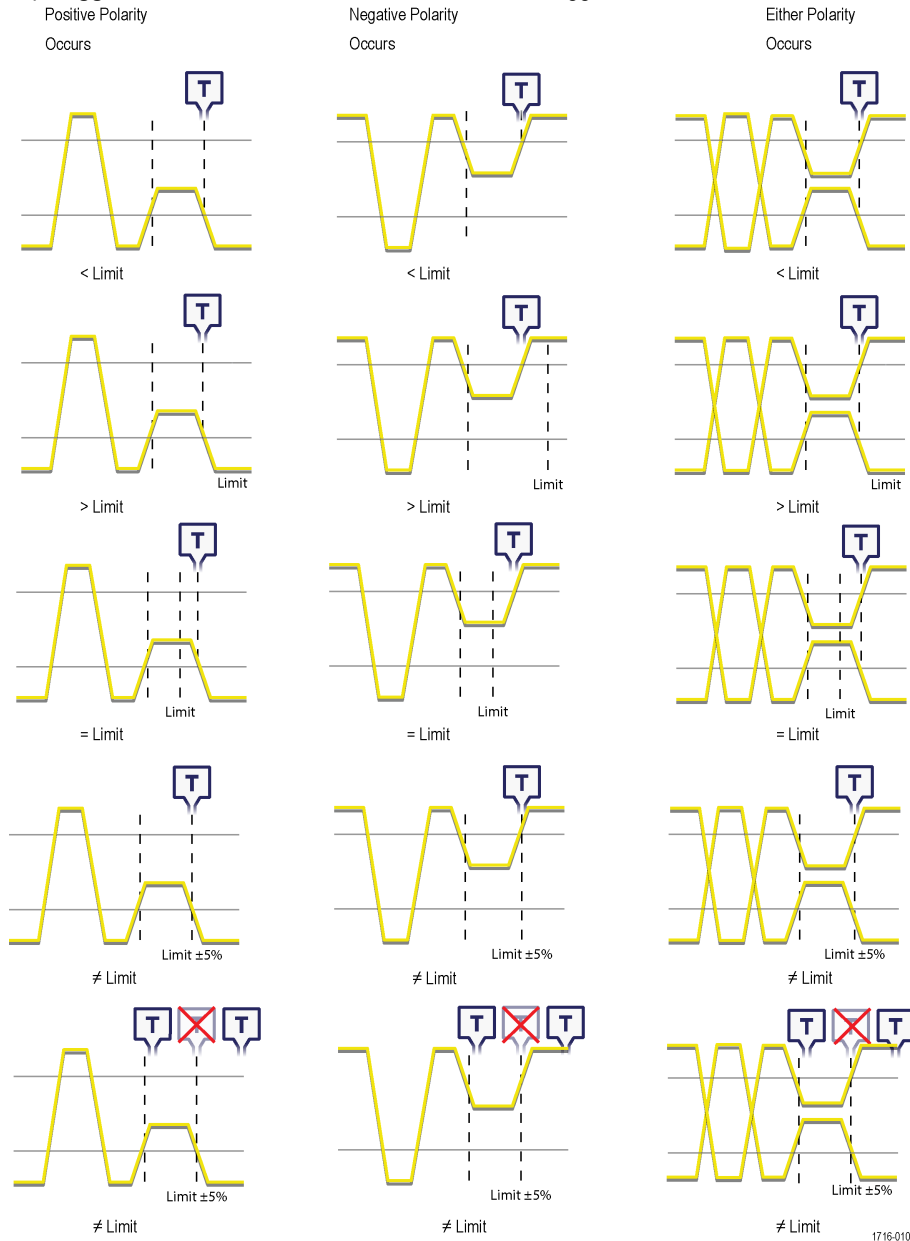 Positive Polarity Negative Polarity Either Polarity
Occurs Occurs Occurs
T T T
< Limit < Limit < Limit
T T T
Limit Limit Limit
> Limit > Limit > Limit
T T T
Limit Limit Limit
= Limit = Limit = Limit
T T T
Limit ±5% Limit ±5% Limit ±5%
≠ Limit ≠ Limit ≠ Limit
T T T T T T T T T
Limit ±5% Limit ±5% Limit ±5%
≠ Limit ≠ Limit ≠ Limit
1716-010